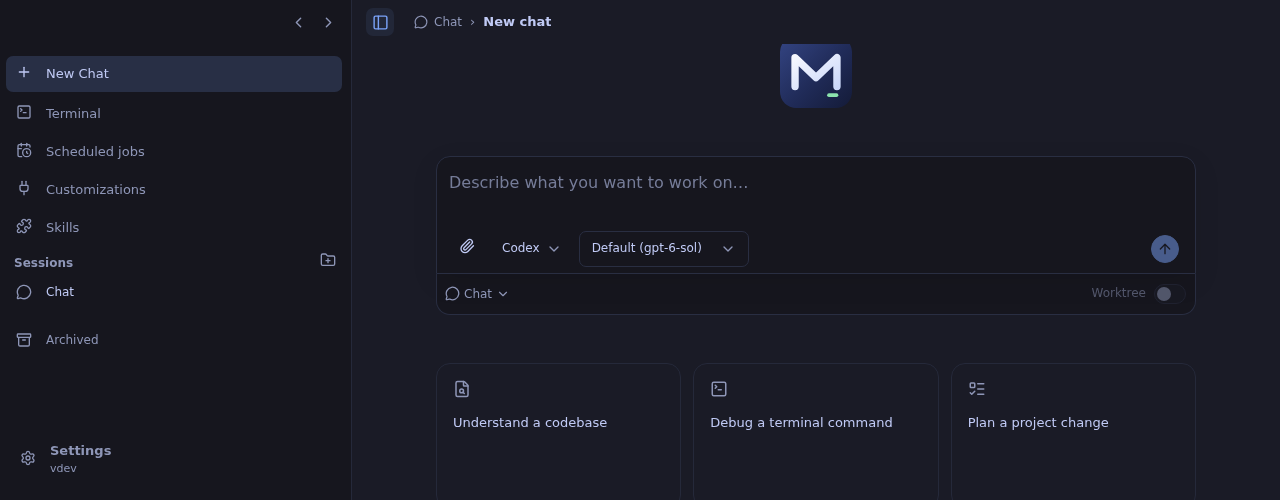 New Chat
Terminal
Scheduled jobs
Customizations
Skills
Sessions
Chat
Archived
Settings
vdev
Chat › New chat
Describe what you want to work on...
Codex
Default (gpt-6-sol)
Chat
Worktree
Understand a codebase
Debug a terminal command
Plan a project change